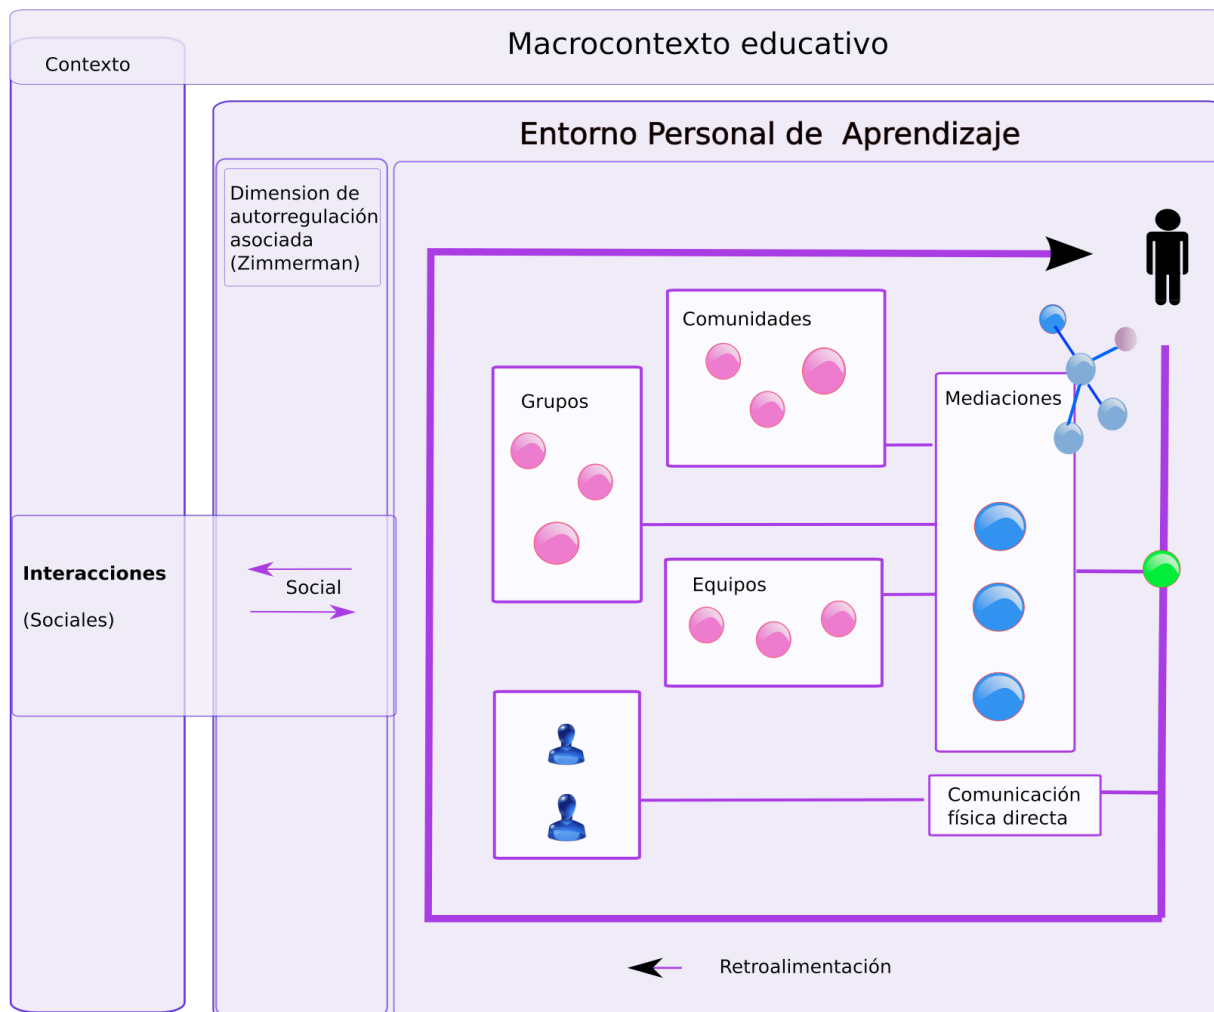 Macrocontexto educativo
Contexto
Entorno Personal de Aprendizaje
Dimension de
autorregulación
asociada
(Zimmerman)
Comunidades
Grupos
Mediaciones
Interacciones
(Sociales)
Social
Equipos
Comunicación
física directa
Retroalimentación